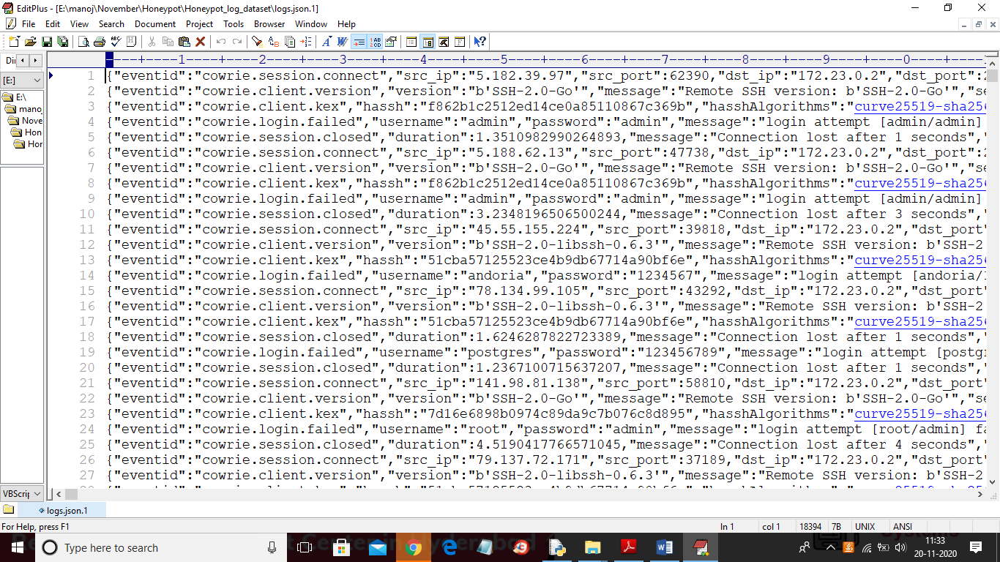 EditPlus - [E:\manoj\November\Honeypot\Honeypot_log_dataset\logs.json.1]
File Edit View Search Document Project Tools Browser Window Help
----+----1----+----2----+----3----+----4----+----5----+----6----+----7----+----8----+----9----+----0----+----
[E:]
E:\
manoj
Nove
Hon
Hor
1 {"eventid":"cowrie.session.connect","src_ip":"5.182.39.97","src_port":62390,"dst_ip":"172.23.0.2","dst_port":2
2 {"eventid":"cowrie.client.version","version":"b'SSH-2.0-Go'","message":"Remote SSH version: b'SSH-2.0-Go'","se
3 {"eventid":"cowrie.client.kex","hassh":"f862b1c2512ed14ce0a85110867c369b","hasshAlgorithms":"curve25519-sha256
4 {"eventid":"cowrie.login.failed","username":"admin","password":"admin","message":"login attempt [admin/admin]
5 {"eventid":"cowrie.session.closed","duration":1.3510982990264893,"message":"Connection lost after 1 seconds","
6 {"eventid":"cowrie.session.connect","src_ip":"5.188.62.13","src_port":47738,"dst_ip":"172.23.0.2","dst_port":2
7 {"eventid":"cowrie.client.version","version":"b'SSH-2.0-Go'","message":"Remote SSH version: b'SSH-2.0-Go'","se
8 {"eventid":"cowrie.client.kex","hassh":"f862b1c2512ed14ce0a85110867c369b","hasshAlgorithms":"curve25519-sha256
9 {"eventid":"cowrie.login.failed","username":"admin","password":"admin","message":"login attempt [admin/admin]
10 {"eventid":"cowrie.session.closed","duration":3.2348196506500244,"message":"Connection lost after 3 seconds","
11 {"eventid":"cowrie.session.connect","src_ip":"45.55.155.224","src_port":39818,"dst_ip":"172.23.0.2","dst_port"
12 {"eventid":"cowrie.client.version","version":"b'SSH-2.0-libssh-0.6.3'","message":"Remote SSH version: b'SSH-2
13 {"eventid":"cowrie.client.kex","hassh":"51cba57125523ce4b9db67714a90bf6e","hasshAlgorithms":"curve25519-sha256
14 {"eventid":"cowrie.login.failed","username":"andoria","password":"1234567","message":"login attempt [andoria/1
15 {"eventid":"cowrie.session.connect","src_ip":"78.134.99.105","src_port":43292,"dst_ip":"172.23.0.2","dst_port"
16 {"eventid":"cowrie.client.version","version":"b'SSH-2.0-libssh-0.6.3'","message":"Remote SSH version: b'SSH-2
17 {"eventid":"cowrie.client.kex","hassh":"51cba57125523ce4b9db67714a90bf6e","hasshAlgorithms":"curve25519-sha256
18 {"eventid":"cowrie.session.closed","duration":1.6246287822723389,"message":"Connection lost after 1 seconds","
19 {"eventid":"cowrie.login.failed","username":"postgres","password":"123456789","message":"login attempt [postgr
20 {"eventid":"cowrie.session.closed","duration":1.2367100715637207,"message":"Connection lost after 1 seconds","
21 {"eventid":"cowrie.session.connect","src_ip":"141.98.81.138","src_port":58810,"dst_ip":"172.23.0.2","dst_port"
22 {"eventid":"cowrie.client.version","version":"b'SSH-2.0-Go'","message":"Remote SSH version: b'SSH-2.0-Go'","se
23 {"eventid":"cowrie.client.kex","hassh":"7d16e6898b0974c89da9c7b076c8d895","hasshAlgorithms":"curve25519-sha256
24 {"eventid":"cowrie.login.failed","username":"root","password":"admin","message":"login attempt [root/admin] fa
25 {"eventid":"cowrie.session.closed","duration":4.5190417766571045,"message":"Connection lost after 4 seconds","
26 {"eventid":"cowrie.session.connect","src_ip":"79.137.72.171","src_port":37189,"dst_ip":"172.23.0.2","dst_port"
27 {"eventid":"cowrie.client.version","version":"b'SSH-2.0-libssh-0.6.3'","message":"Remote SSH version: b'SSH-2
VBScrip
logs.json.1
For Help, press F1 ln 1 col 1 18394 7B UNIX ANSI
Type here to search
11:33
20-11-2020